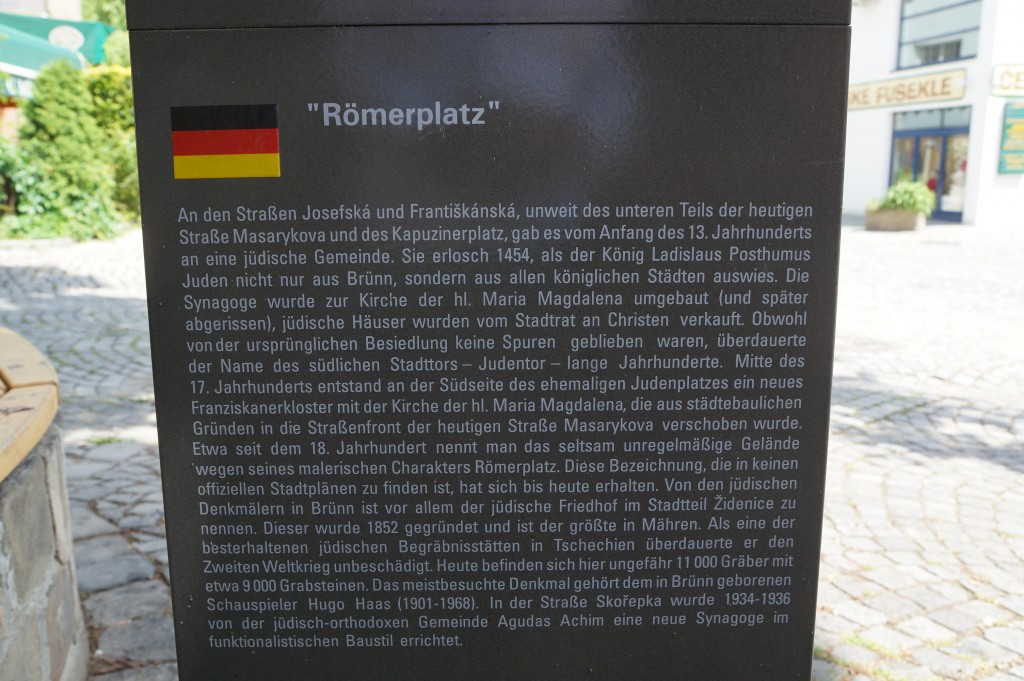 "Römerplatz"
An den Straßen Josefská und Františkánská, unweit des unteren Teils der heutigen
Straße Masarykova und des Kapuzinerplatz, gab es vom Anfang des 13. Jahrhunderts
an eine jüdische Gemeinde. Sie erlosch 1454, als der König Ladislaus Posthumus
Juden nicht nur aus Brünn, sondern aus allen königlichen Städten auswies. Die
Synagoge wurde zur Kirche der hl. Maria Magdalena umgebaut (und später
abgerissen), jüdische Häuser wurden vom Stadtrat an Christen verkauft. Obwohl
von der ursprünglichen Besiedlung keine Spuren geblieben waren, überdauerte
der Name des südlichen Stadttors – Judentor – lange Jahrhunderte. Mitte des
17. Jahrhunderts entstand an der Südseite des ehemaligen Judenplatzes ein neues
Franziskanerkloster mit der Kirche der hl. Maria Magdalena, die aus städtebaulichen
Gründen in die Straßenfront der heutigen Straße Masarykova verschoben wurde.
Etwa seit dem 18. Jahrhundert nennt man das seltsam unregelmäßige Gelände
wegen seines malerischen Charakters Römerplatz. Diese Bezeichnung, die in keinen
offiziellen Stadtplänen zu finden ist, hat sich bis heute erhalten. Von den jüdischen
Denkmälern in Brünn ist vor allem der jüdische Friedhof im Stadtteil Židenice zu
nennen. Dieser wurde 1852 gegründet und ist der größte in Mähren. Als eine der
besterhaltenen jüdischen Begräbnisstätten in Tschechien überdauerte er den
Zweiten Weltkrieg unbeschädigt. Heute befinden sich hier ungefähr 11 000 Gräber mit
etwa 9 000 Grabsteinen. Das meistbesuchte Denkmal gehört dem in Brünn geborenen
Schauspieler Hugo Haas (1901-1968). In der Straße Skořepka wurde 1934-1936
von der jüdisch-orthodoxen Gemeinde Agudas Achim eine neue Synagoge im
funktionalistischen Baustil errichtet.
FUSEKLE